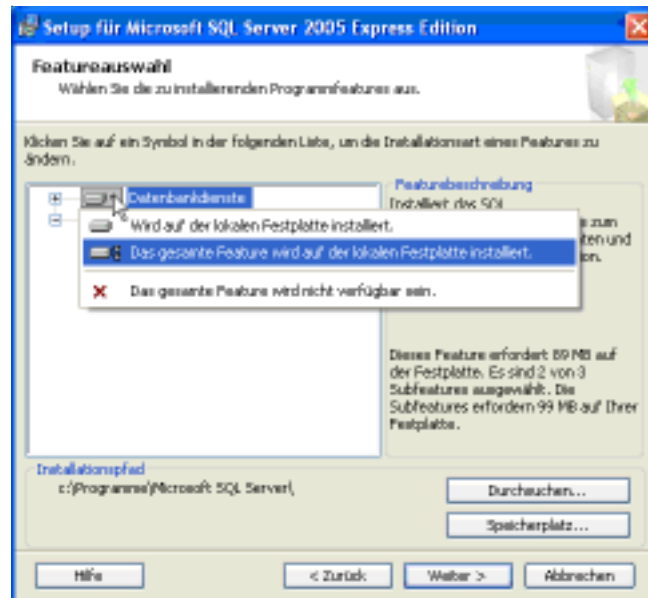 Setup für Microsoft SQL Server 2005 Express Edition
Featureauswahl
Wählen Sie die zu installierenden Programmfeatures aus.
Klicken Sie auf ein Symbol in der folgenden Liste, um die Installationsart eines Features zu
ändern.
Datenbankdienste
Featurebeschreibung
Installiert das SQL
Wird auf der lokalen Festplatte installiert.
zum
Das gesamte Feature wird auf der lokalen Festplatte installiert.
ten und
on.
Das gesamte Feature wird nicht verfügbar sein.
Dieses Feature erfordert 89 MB auf
der Festplatte. Es sind 2 von 3
Subfeatures ausgewählt. Die
Subfeatures erfordern 99 MB auf Ihrer
Festplatte.
Installationspfad
c:\Programme\Microsoft SQL Server\
Durchsuchen...
Speicherplatz...
Hilfe
< Zurück
Weiter >
Abbrechen